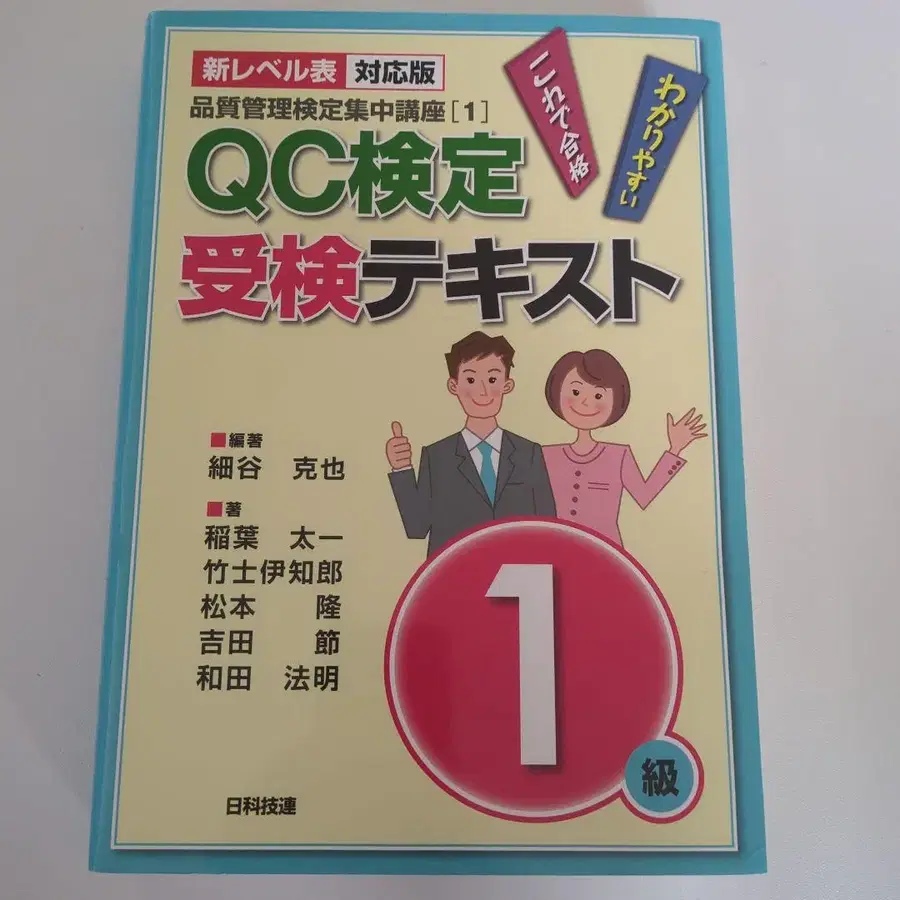 新レベル表 対応版
品質管理検定集中講座[1]
QC検定
受検テキスト
これで合格
わかりやすい
■編著
細谷 克也
■著
稲葉 太一
竹士伊知郎
松本 隆
吉田 節
和田 法明
1
級
日科技連